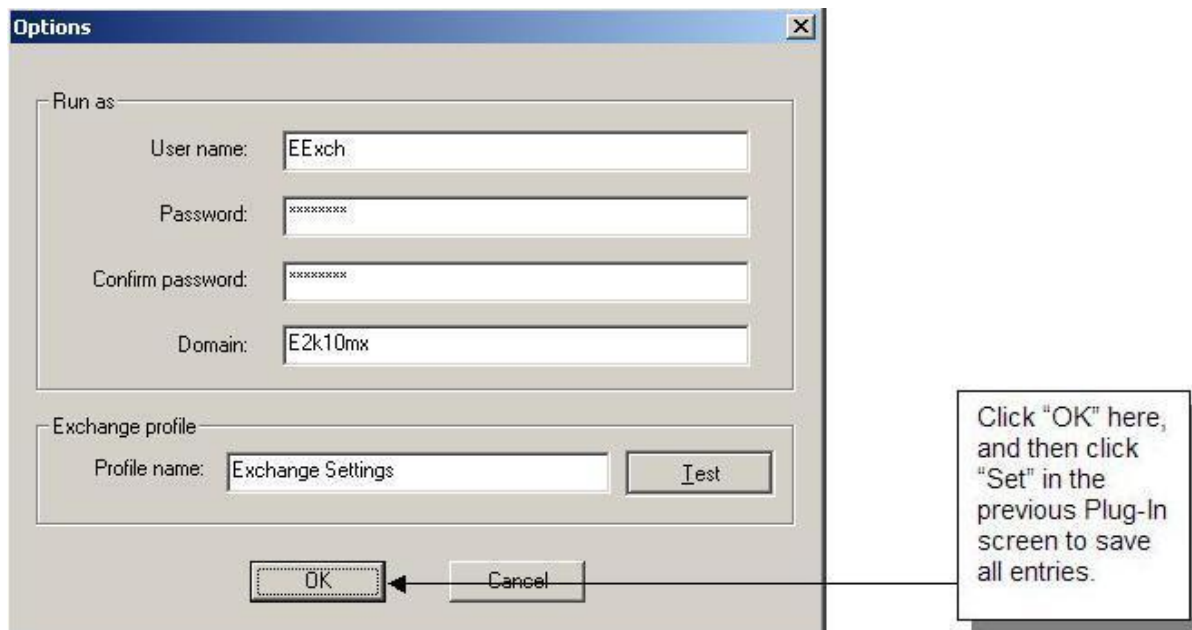 Options
Run as
User name: EExch
Password: ********
Confirm password: ********
Domain: E2k10mx
Exchange profile
Profile name: Exchange Settings Test
OK Cancel
Click “OK” here,
and then click
“Set” in the
previous Plug-In
screen to save
all entries.